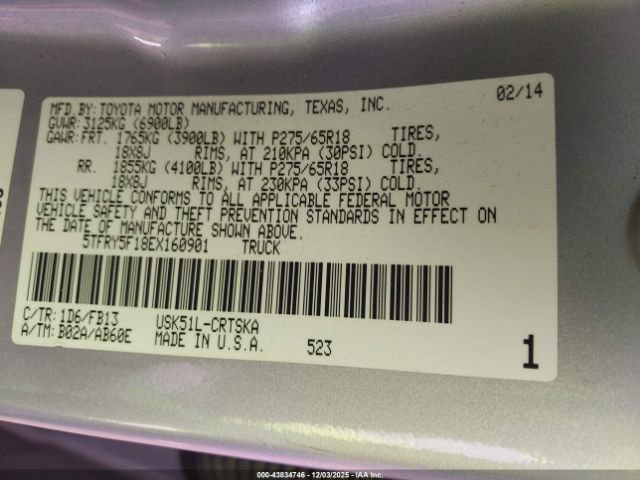 MFD.BY: TOYOTA MOTOR MANUFACTURING, TEXAS, INC. 02/14
GVWR: 3125KG (6900LB)
GAWR: FRT. 1765KG (3900LB) WITH P275/65R18 TIRES,
18X8J RIMS, AT 210KPA (30PSI) COLD.
RR. 1855KG (4100LB) WITH P275/65R18 TIRES,
18X8J RIMS, AT 230KPA (33PSI) COLD.
THIS VEHICLE CONFORMS TO ALL APPLICABLE FEDERAL MOTOR
VEHICLE SAFETY AND THEFT PREVENTION STANDARDS IN EFFECT ON
THE DATE OF MANUFACTURE SHOWN ABOVE.
5TFRY5F18EX160901 TRUCK
C/TR: 1D6/FB13 USK51L-CRTSKA
A/TM: B02A/AB60E MADE IN U.S.A. 523 1
000-43834746 - 12/03/2025 - IAAI.COM